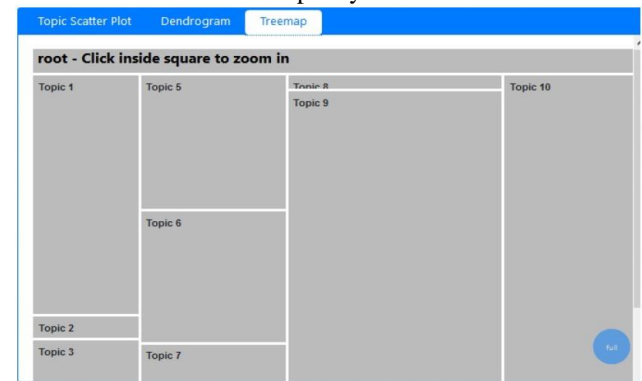 Topic Scatter Plot Dendrogram Treemap
root - Click inside square to zoom in
Topic 1 Topic 5 Topic 8 Topic 10
Topic 9
Topic 6
Topic 2
Topic 3 Topic 7
full